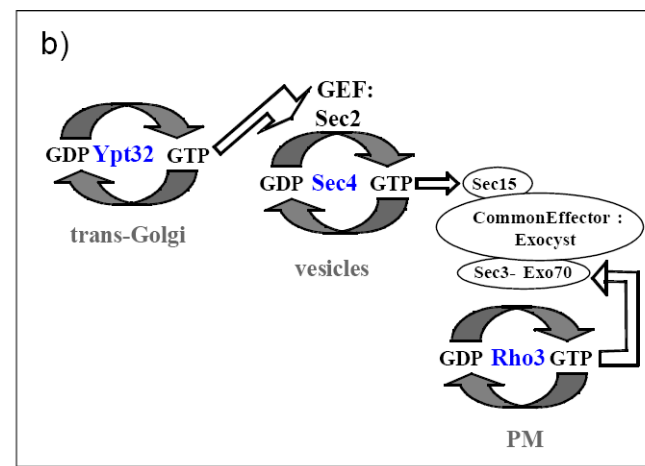 b)
GEF:
Sec2
GDP Ypt32 GTP
trans-Golgi
GDP Sec4 GTP
vesicles
Sec15
CommonEffector :
Exocyst
Sec3- Exo70
GDP Rho3 GTP
PM